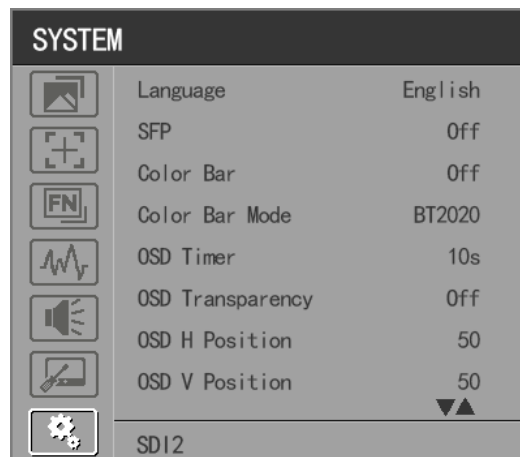 SYSTEM
Language English
SFP Off
Color Bar Off
FN
Color Bar Mode BT2020
OSD Timer 10s
OSD Transparency Off
OSD H Position 50
OSD V Position 50
SDI2